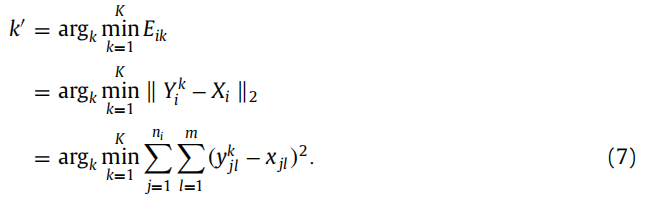 k′ = arg_k min_{k=1}^{K} E_{ik}
= arg_k min_{k=1}^{K} ‖ Y_i^k − X_i ‖_2
= arg_k min_{k=1}^{K} ∑_{j=1}^{n_i} ∑_{l=1}^{m} (y_{jl}^k − x_{jl})^2. (7)